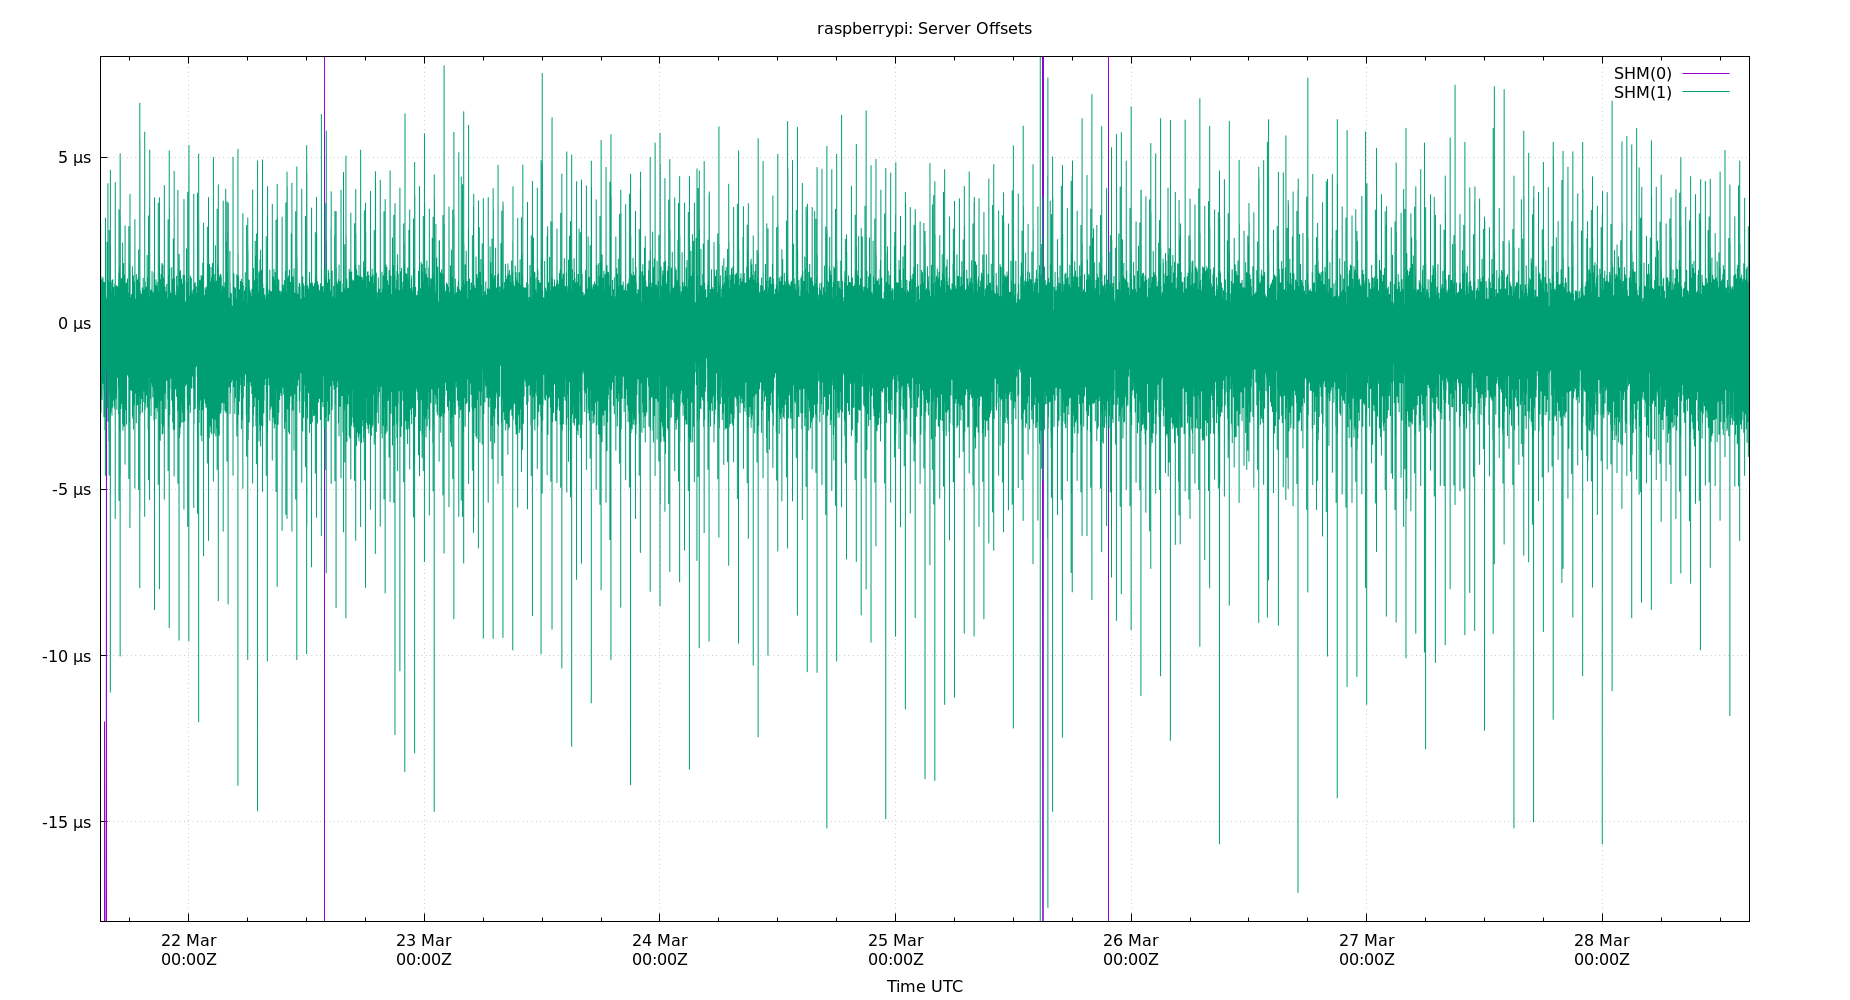 raspberrypi: Server Offsets
SHM(0)
SHM(1)
5 µs
0 µs
-5 µs
-10 µs
-15 µs
22 Mar 23 Mar 24 Mar 25 Mar 26 Mar 27 Mar 28 Mar
00:00Z 00:00Z 00:00Z 00:00Z 00:00Z 00:00Z 00:00Z
Time UTC